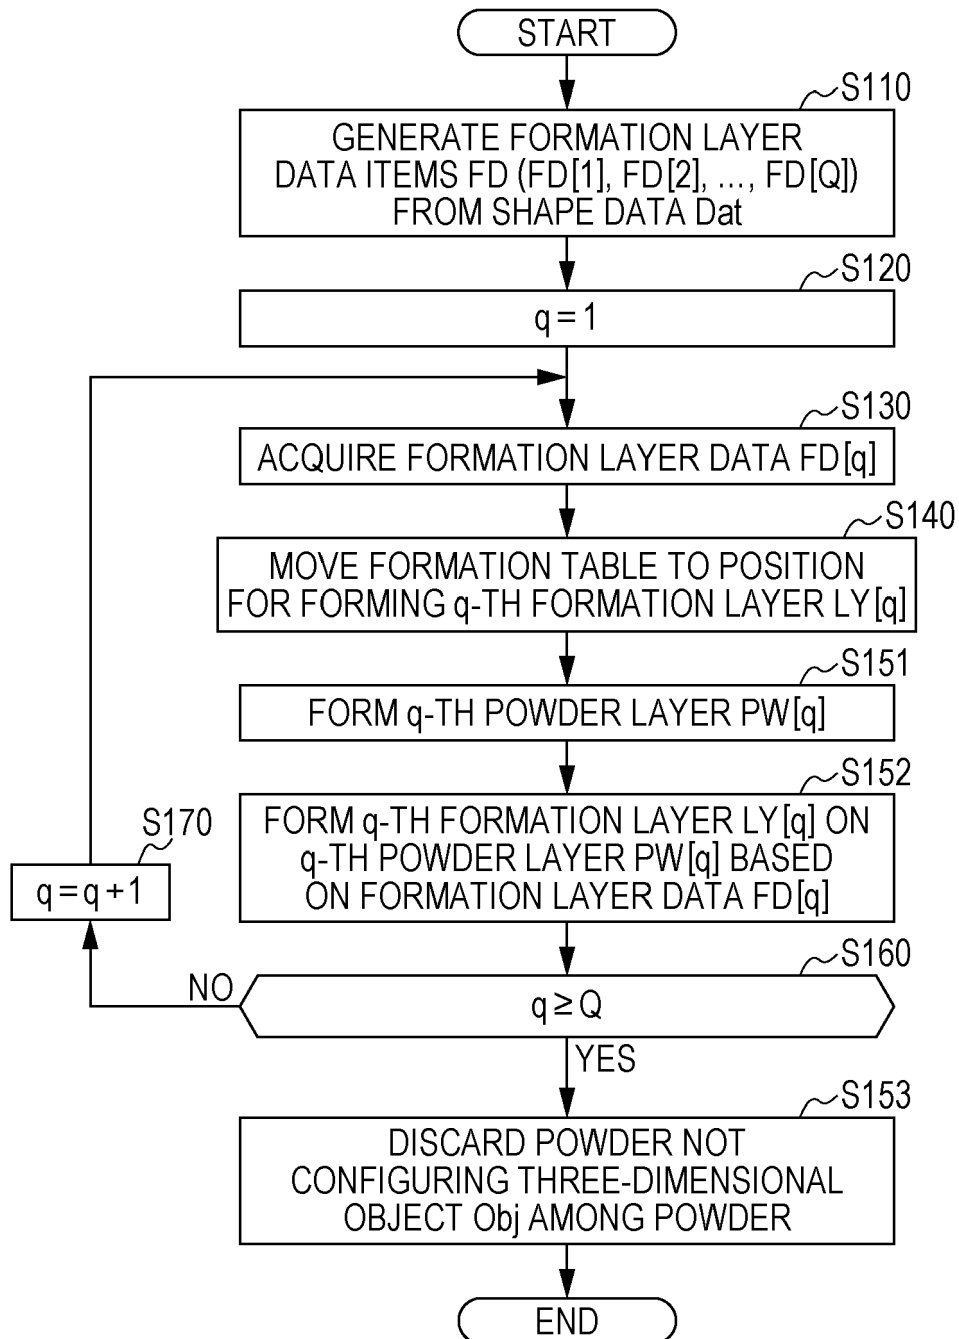 START
S110
GENERATE FORMATION LAYER
DATA ITEMS FD (FD[1], FD[2], ..., FD[Q])
FROM SHAPE DATA Dat
S120
q = 1
S130
ACQUIRE FORMATION LAYER DATA FD[q]
S140
MOVE FORMATION TABLE TO POSITION
FOR FORMING q-TH FORMATION LAYER LY[q]
S151
FORM q-TH POWDER LAYER PW[q]
S152
FORM q-TH FORMATION LAYER LY[q] ON
q-TH POWDER LAYER PW[q] BASED
ON FORMATION LAYER DATA FD[q]
S170
q = q + 1
S160
NO
q ≥ Q
YES
S153
DISCARD POWDER NOT
CONFIGURING THREE-DIMENSIONAL
OBJECT Obj AMONG POWDER
END